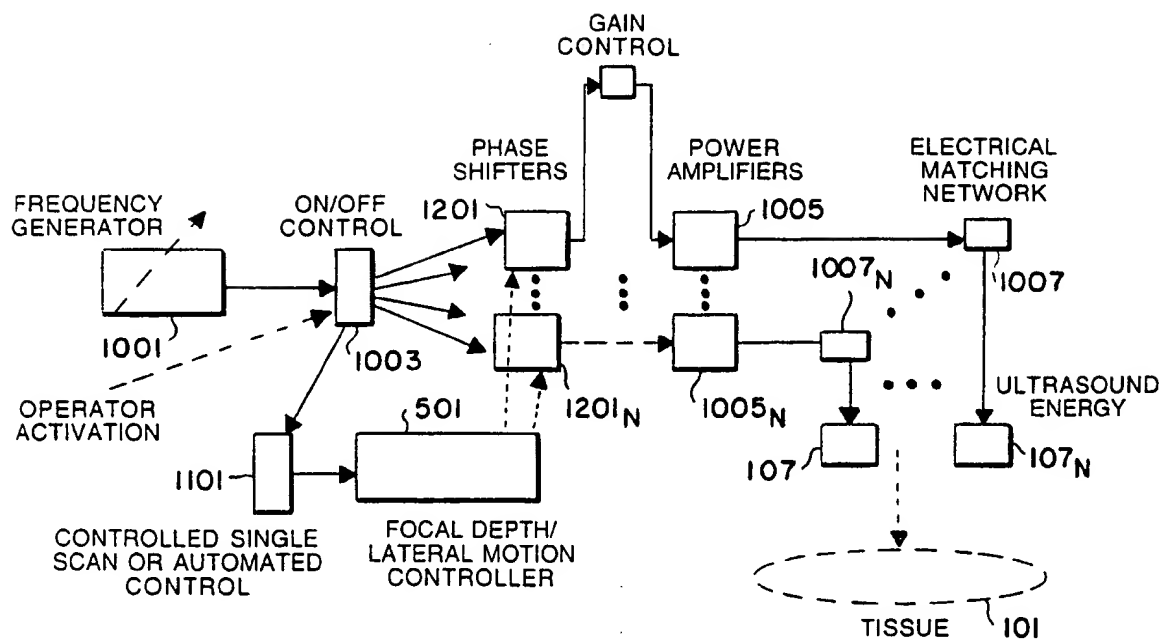 GAIN
CONTROL
PHASE
SHIFTERS
POWER
AMPLIFIERS
ELECTRICAL
MATCHING
NETWORK
FREQUENCY
GENERATOR
ON/OFF
CONTROL
1201
1005
1007
1007N
1001
1003
OPERATOR
ACTIVATION
501
1201N
1005N
ULTRASOUND
ENERGY
1101
107
107N
CONTROLLED SINGLE
SCAN OR AUTOMATED
CONTROL
FOCAL DEPTH/
LATERAL MOTION
CONTROLLER
TISSUE
101